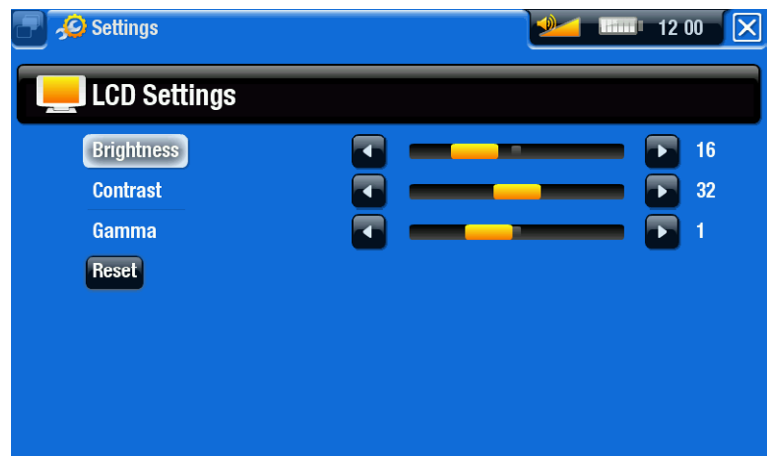 Settings 12 00
LCD Settings
Brightness 16
Contrast 32
Gamma 1
Reset